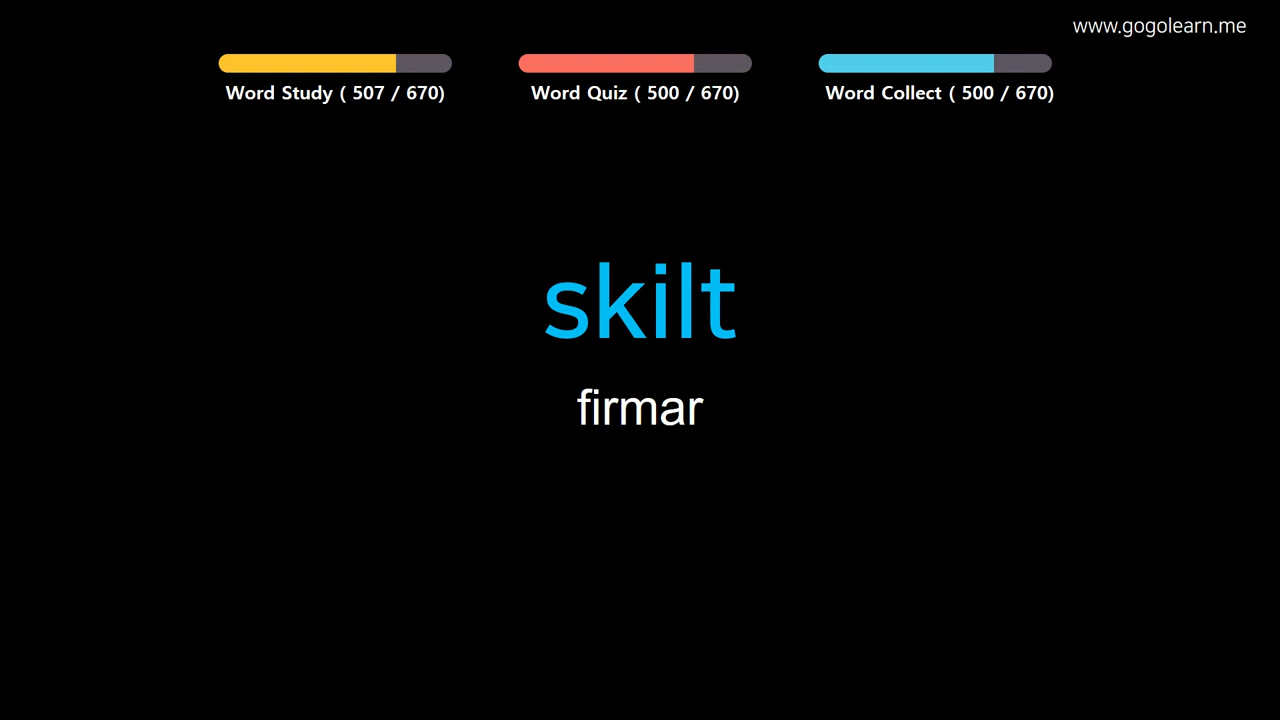 www.gogolearn.me
Word Study ( 507 / 670)
Word Quiz ( 500 / 670)
Word Collect ( 500 / 670)
skilt
firmar